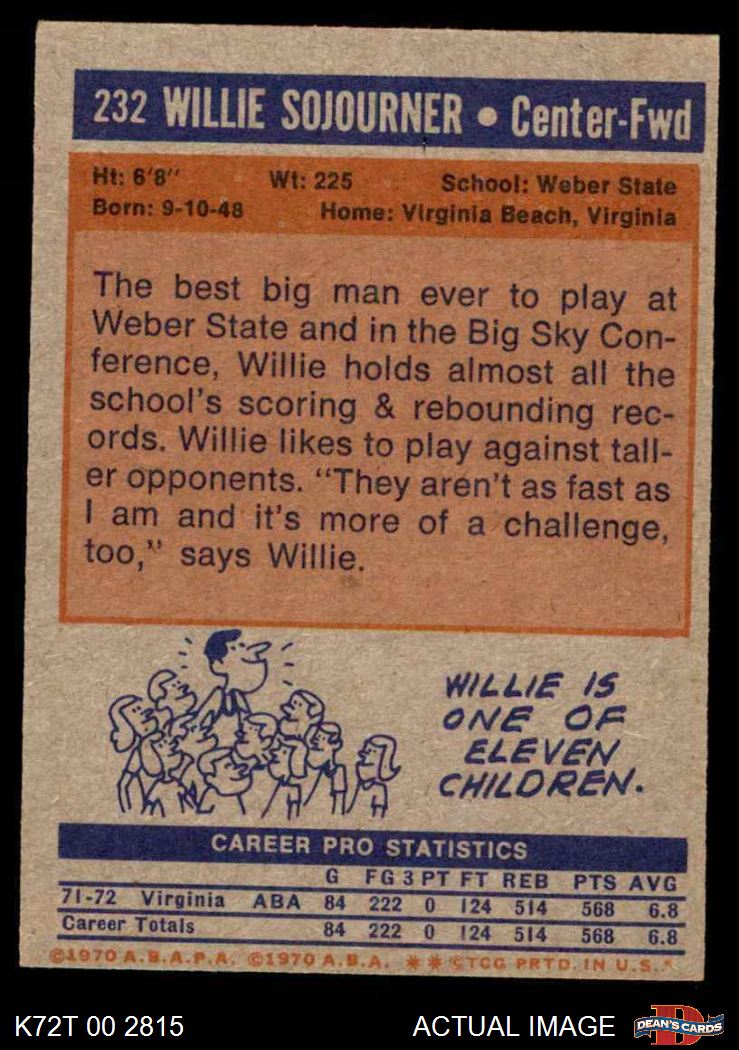 232 WILLIE SOJOURNER • Center-Fwd
Ht: 6'8" Wt: 225 School: Weber State
Born: 9-10-48 Home: Virginia Beach, Virginia
The best big man ever to play at
Weber State and in the Big Sky Con-
ference, Willie holds almost all the
school's scoring & rebounding rec-
ords. Willie likes to play against tall-
er opponents. "They aren't as fast as
I am and it's more of a challenge,
too," says Willie.
WILLIE IS
ONE OF
ELEVEN
CHILDREN.
CAREER PRO STATISTICS
G FG 3 PT FT REB PTS AVG
71-72 Virginia ABA 84 222 0 124 514 568 6.8
Career Totals 84 222 0 124 514 568 6.8
©1970 A.B.A.P.A. ©1970 A.B.A. ** ©TCG PRTD. IN U.S.*
K72T 00 2815 ACTUAL IMAGE D DEAN'S CARDS